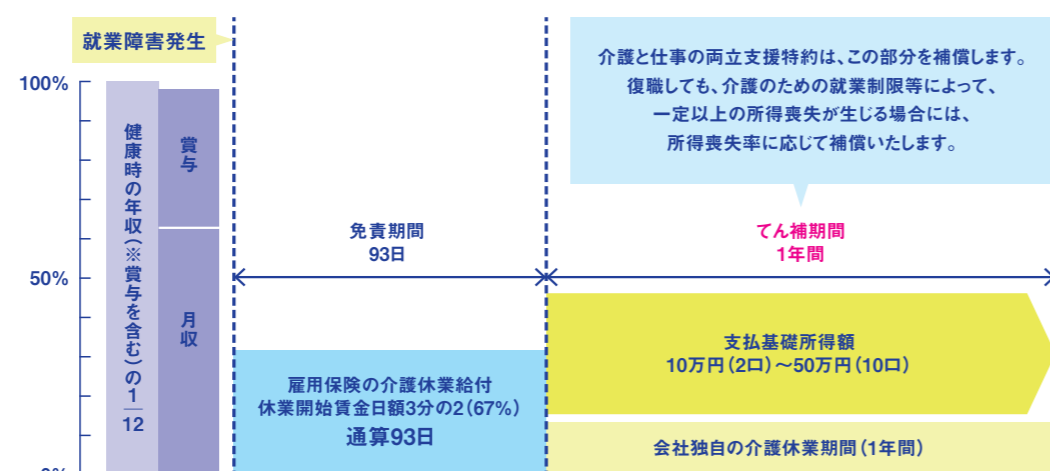 就業障害発生
介護と仕事の両立支援特約は、この部分を補償します。
復職しても、介護のための就業制限等によって、
一定以上の所得喪失が生じる場合には、
所得喪失率に応じて補償いたします。
100%
50%
0%
健康時の年収(※賞与を含む)の1/12
賞与
月収
免責期間
93日
てん補期間
1年間
雇用保険の介護休業給付
休業開始賃金日額3分の2(67%)
通算93日
支払基礎所得額
10万円(2口)〜50万円(10口)
会社独自の介護休業期間(1年間)